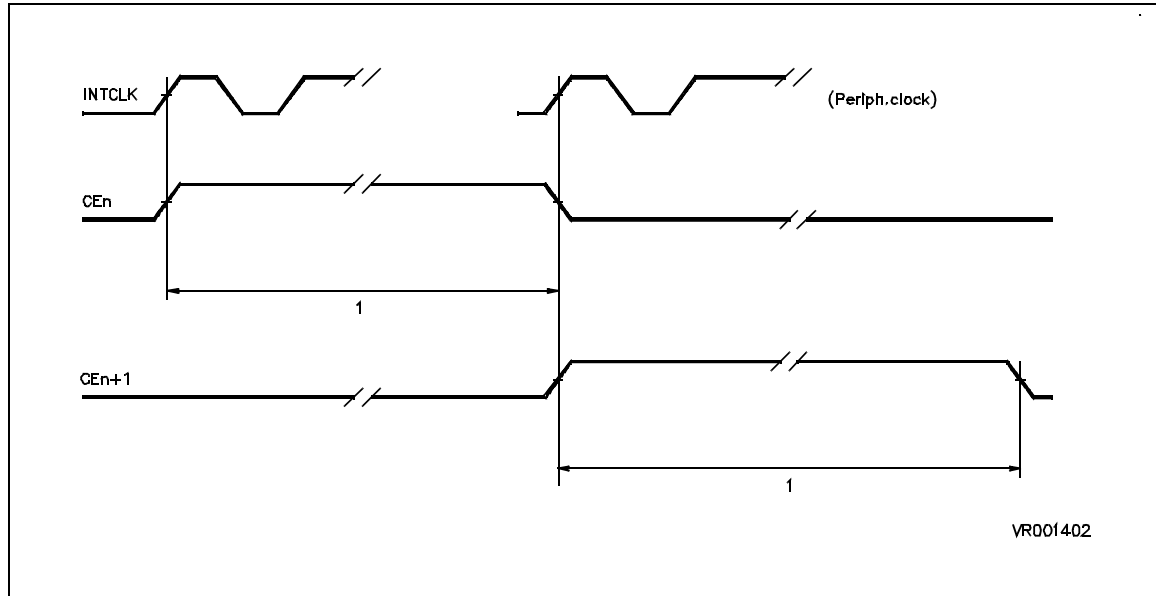 INTCLK
(Periph.clock)
CEn
1
CEn+1
1
VR001402